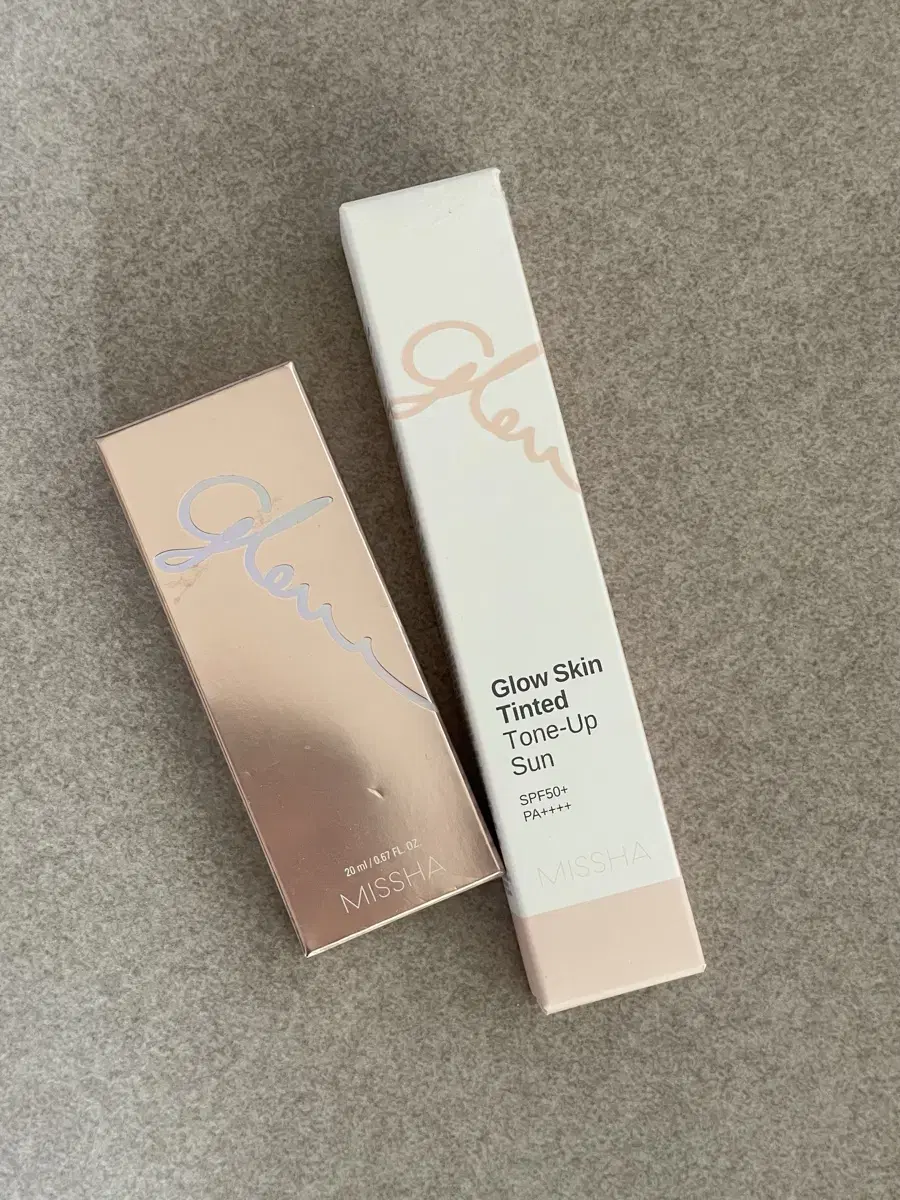 Glow
20 ml / 0.67 FL. OZ.
MISSHA
Glow
Glow Skin
Tinted
Tone-Up
Sun
SPF50+
PA++++
MISSHA